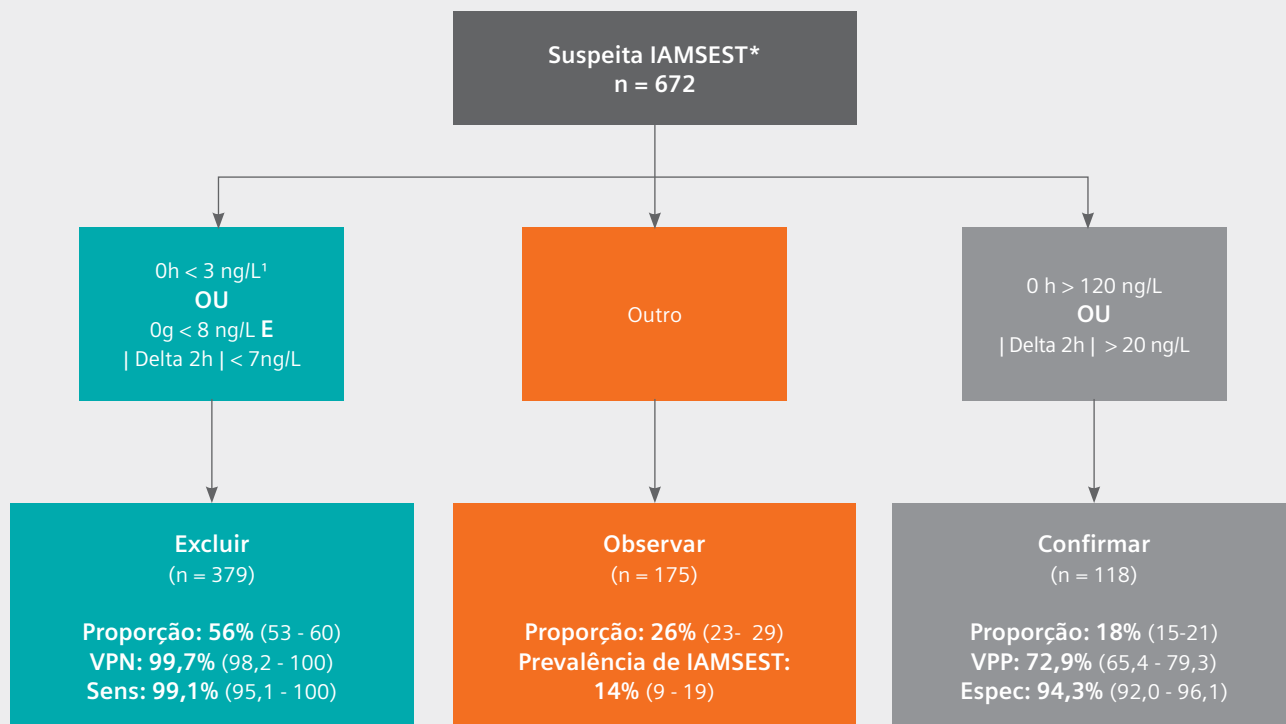 Suspeita IAMSEST*
n = 672
0h < 3 ng/L¹
OU
0g < 8 ng/L E
| Delta 2h | < 7ng/L
Outro
0 h > 120 ng/L
OU
| Delta 2h | > 20 ng/L
Excluir
(n = 379)
Proporção: 56% (53 - 60)
VPN: 99,7% (98,2 - 100)
Sens: 99,1% (95,1 - 100)
Observar
(n = 175)
Proporção: 26% (23- 29)
Prevalência de IAMSEST:
14% (9 - 19)
Confirmar
(n = 118)
Proporção: 18% (15-21)
VPP: 72,9% (65,4 - 79,3)
Espec: 94,3% (92,0 - 96,1)